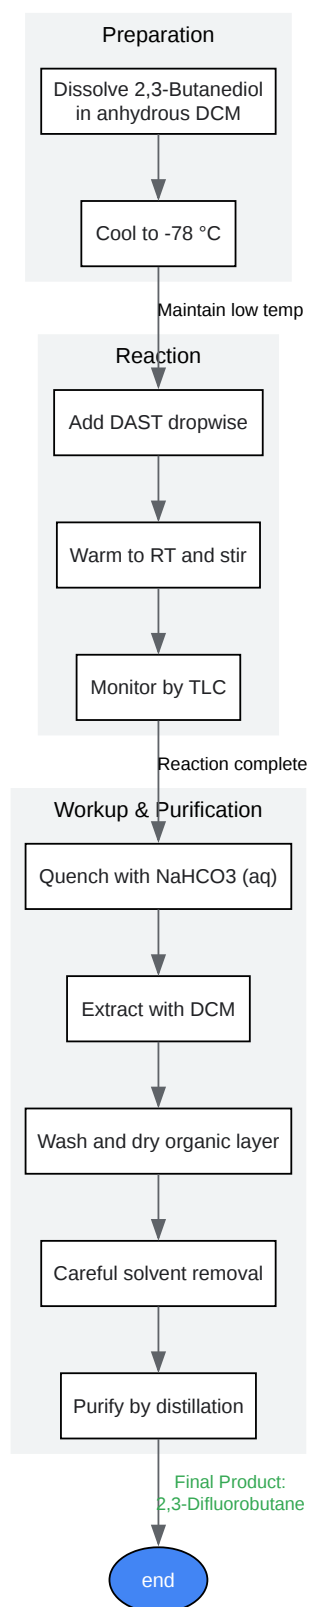 Preparation
Dissolve 2,3-Butanediol
in anhydrous DCM
Cool to -78 °C
Maintain low temp
Reaction
Add DAST dropwise
Warm to RT and stir
Monitor by TLC
Reaction complete
Workup & Purification
Quench with NaHCO3 (aq)
Extract with DCM
Wash and dry organic layer
Careful solvent removal
Purify by distillation
Final Product:
2,3-Difluorobutane
end